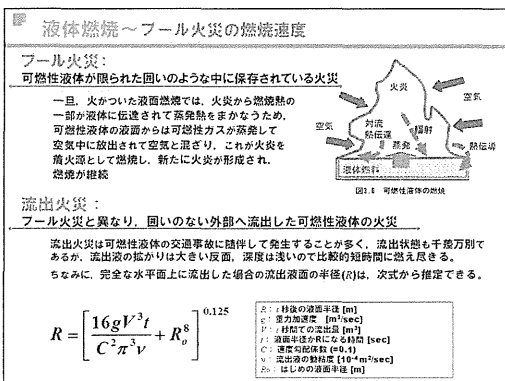 液体燃焼～プール火災の燃焼速度
プール火災：
可燃性液体が限られた囲いのような中に保存されている火災
一旦，火がついた液面燃焼では，火炎から燃焼熱の
一部が液体に伝達されて蒸発熱をまかなうため，
可燃性液体の液面からは可燃性ガスが蒸発して
空気中に放出されて空気と混ざり，これが火炎を
着火源として燃焼し，新たに火炎が形成され，
燃焼が継続
火炎
空気
空気
対流
熱伝達
輻射
蒸発
熱伝導
液体燃料
図3.6 可燃性液体の燃焼
流出火災：
プール火災と異なり，囲いのない外部へ流出した可燃性液体の火災
流出火災は可燃性液体の交通事故に随伴して発生することが多く，流出状態も千差万別で
あるが，流出液の拡がりは大きい反面，深度は浅いので比較的短時間に燃え尽きる。
ちなみに，完全な水平面上に流出した場合の流出液面の半径(R)は，次式から推定できる。
R = [16gV³t / C²π³ν + R₀⁸]^0.125
R：t秒後の液面半径 [m]
g：重力加速度 [m/sec²]
V：t時間での流出量 [m³]
t：液面半径がRになる時間 [sec]
C：速度勾配係数 (=0.1)
ν：流出液の動粘度 [10⁻⁴m²/sec]
Ro：はじめの液面半径 [m]